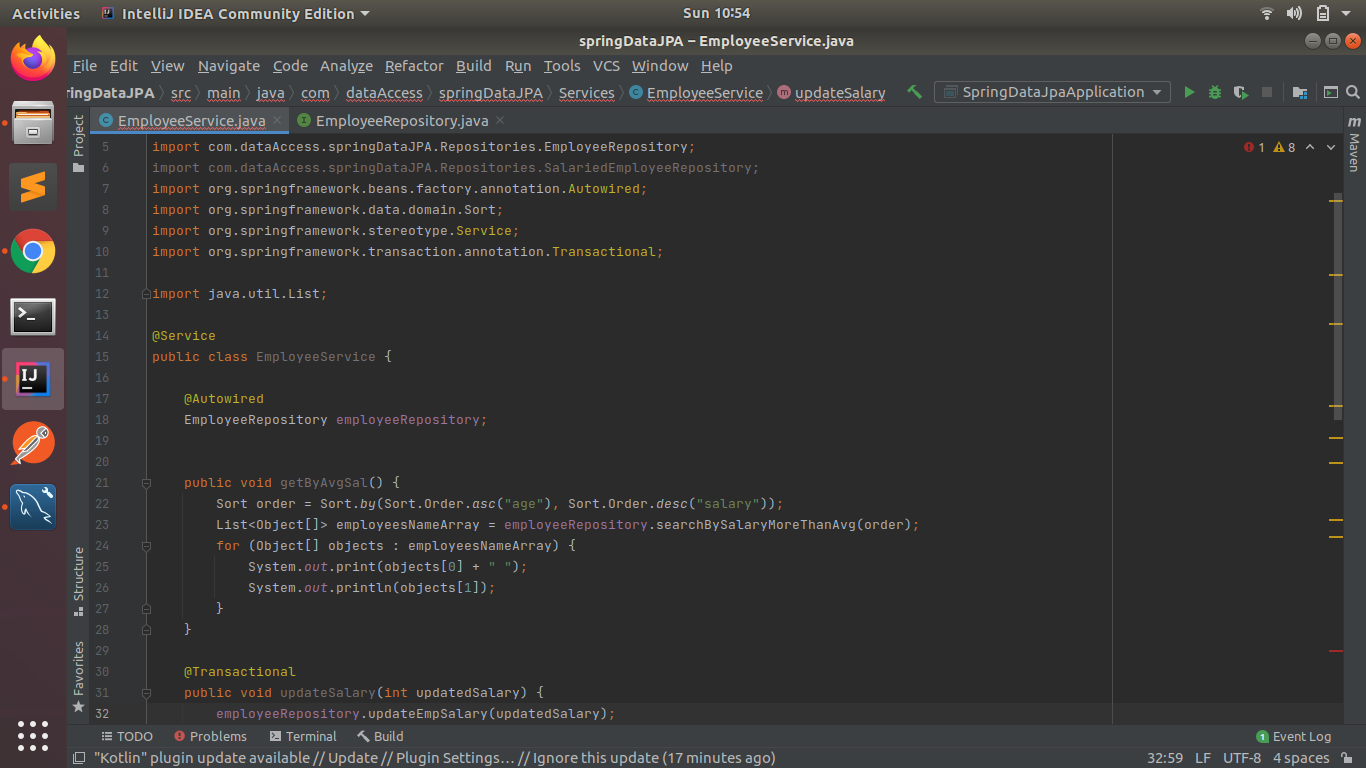 Activities IntelliJ IDEA Community Edition Sun 10:54
springDataJPA – EmployeeService.java
File Edit View Navigate Code Analyze Refactor Build Run Tools VCS Window Help
ringDataJPA src main java com dataAccess springDataJPA Services EmployeeService updateSalary SpringDataJpaApplication
EmployeeService.java EmployeeRepository.java
Project
Structure
Favorites
Maven
1 8
5 import com.dataAccess.springDataJPA.Repositories.EmployeeRepository;
6 import com.dataAccess.springDataJPA.Repositories.SalariedEmployeeRepository;
7 import org.springframework.beans.factory.annotation.Autowired;
8 import org.springframework.data.domain.Sort;
9 import org.springframework.stereotype.Service;
10 import org.springframework.transaction.annotation.Transactional;
11
12 import java.util.List;
13
14 @Service
15 public class EmployeeService {
16
17 @Autowired
18 EmployeeRepository employeeRepository;
19
20
21 public void getByAvgSal() {
22 Sort order = Sort.by(Sort.Order.asc("age"), Sort.Order.desc("salary"));
23 List<Object[]> employeesNameArray = employeeRepository.searchBySalaryMoreThanAvg(order);
24 for (Object[] objects : employeesNameArray) {
25 System.out.print(objects[0] + " ");
26 System.out.println(objects[1]);
27 }
28 }
29
30 @Transactional
31 public void updateSalary(int updatedSalary) {
32 employeeRepository.updateEmpSalary(updatedSalary);
TODO Problems Terminal Build 1 Event Log
"Kotlin" plugin update available // Update // Plugin Settings... // Ignore this update (17 minutes ago) 32:59 LF UTF-8 4 spaces